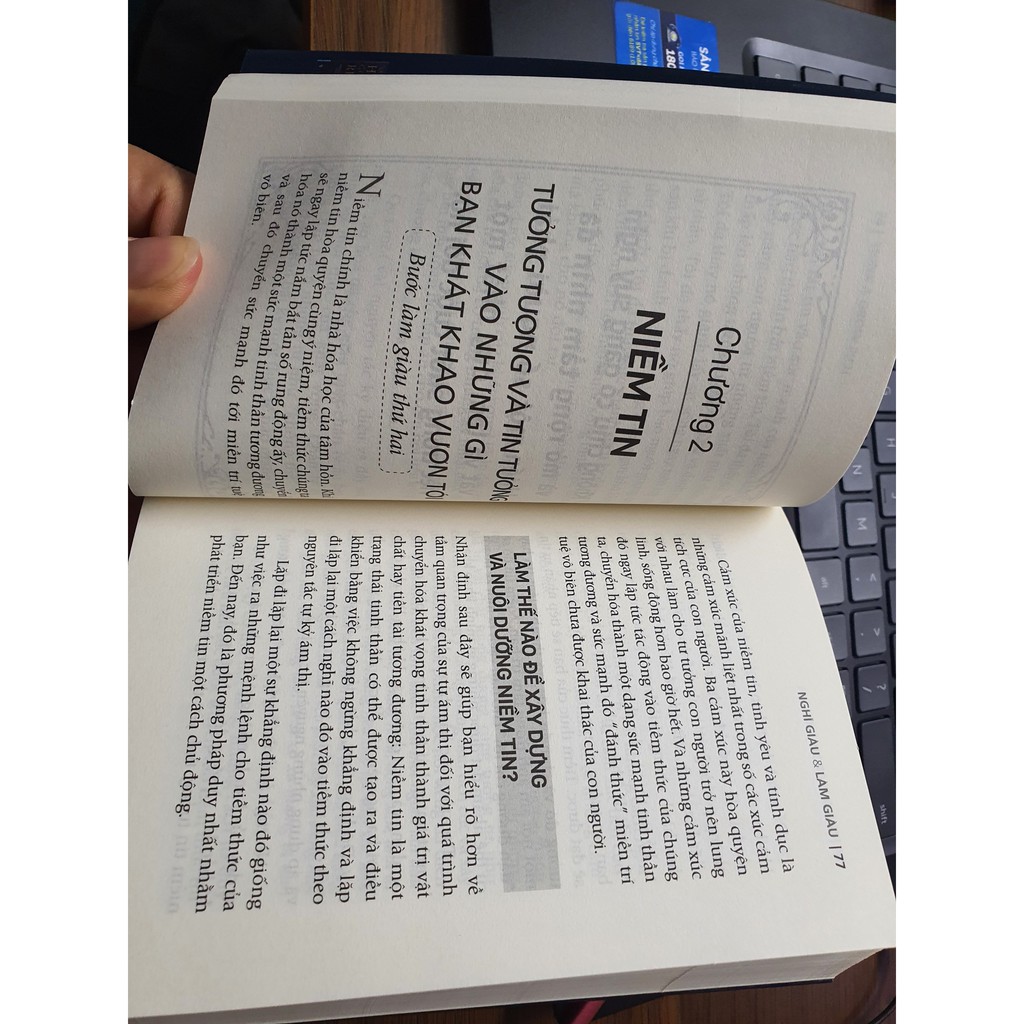 Chương 2
NIỀM TIN
TƯỞNG TƯỢNG VÀ TIN TƯỞNG
VÀO NHỮNG GÌ
BẠN KHÁT KHAO VƯƠN TỚI
Bước làm giàu thứ hai
Niềm tin chính là nhà hóa học của tâm hồn. Khi
niềm tin hòa quyện cùng ý niệm, tiềm thức chúng ta
sẽ ngay lập tức nắm bắt tần số rung động ấy, chuyển
hóa nó thành một sức mạnh tinh thần tương đương
và sau đó chuyển sức mạnh đó tới miền trí tuệ
vô biên.
NGHĨ GIÀU & LÀM GIÀU | 77
Cảm xúc của niềm tin, tình yêu và tính dục là
những cảm xúc mãnh liệt nhất trong số các xúc cảm
tích cực của con người. Ba cảm xúc này hòa quyện
với nhau làm cho tư tưởng con người trở nên lung
linh, sống động hơn bao giờ hết. Và những cảm xúc
đó ngay lập tức tác động vào tiềm thức của chúng
ta, chuyển hóa thành một dạng sức mạnh tinh thần
tương đương và sức mạnh đó “đánh thức” miền trí
tuệ vô biên chưa được khai thác của con người.
LÀM THẾ NÀO ĐỂ XÂY DỰNG
VÀ NUÔI DƯỠNG NIỀM TIN?
Nhận định sau đây sẽ giúp bạn hiểu rõ hơn về
tầm quan trọng của sự tự ám thị đối với quá trình
chuyển hóa khát vọng tinh thần thành giá trị vật
chất hay tiền tài tương đương: Niềm tin là một
trạng thái tinh thần có thể được tạo ra và điều
khiển bằng việc không ngừng khẳng định và lặp
đi lặp lại một cách nghĩ nào đó vào tiềm thức theo
nguyên tắc tự kỷ ám thị.
Lặp đi lặp lại một sự khẳng định nào đó giống
như việc ra những mệnh lệnh cho tiềm thức của
bạn. Đến nay, đó là phương pháp duy nhất nhằm
phát triển niềm tin một cách chủ động.
SÂN
180
N
M
alt
shift